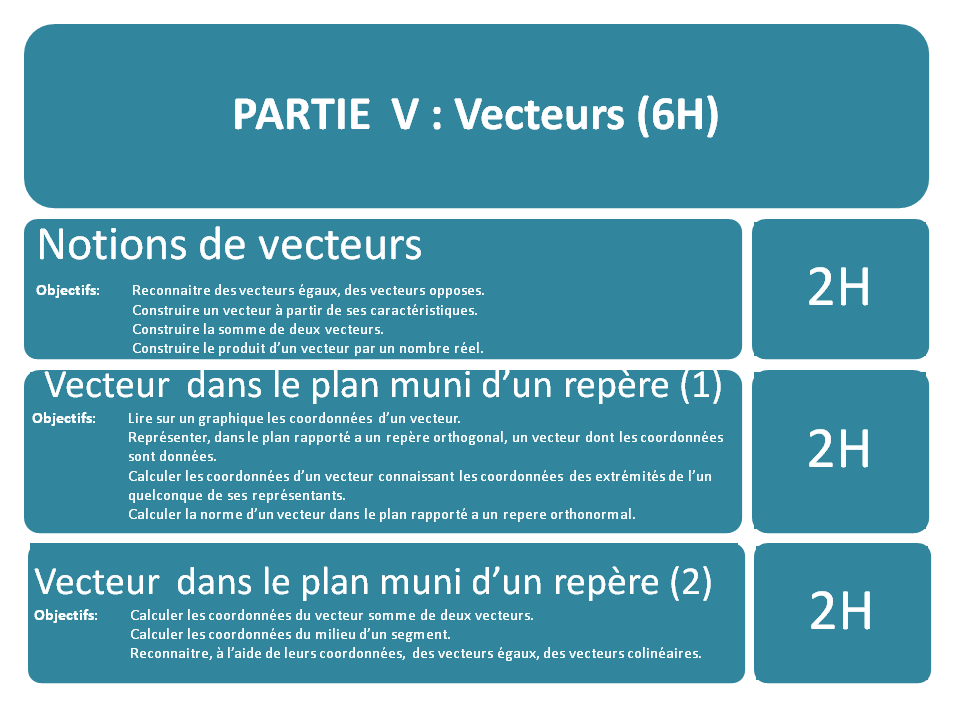 PARTIE  V : Vecteurs (6H)
Notions de vecteurs
Objectifs: Reconnaitre des vecteurs égaux, des vecteurs opposes.
Construire un vecteur à partir de ses caractéristiques.
Construire la somme de deux vecteurs.
Construire le produit d’un vecteur par un nombre réel.
2H
Vecteur  dans le plan muni d’un repère (1)
Objectifs: Lire sur un graphique les coordonnées d’un vecteur.
Représenter, dans le plan rapporté a un repère orthogonal, un vecteur dont les coordonnées
sont données.
Calculer les coordonnées d’un vecteur connaissant les coordonnées des extrémités de l’un
quelconque de ses représentants.
Calculer la norme d’un vecteur dans le plan rapporté a un repere orthonormal.
2H
Vecteur  dans le plan muni d’un repère (2)
Objectifs: Calculer les coordonnées du vecteur somme de deux vecteurs.
Calculer les coordonnées du milieu d’un segment.
Reconnaitre, à l’aide de leurs coordonnées,  des vecteurs égaux, des vecteurs colinéaires.
2H